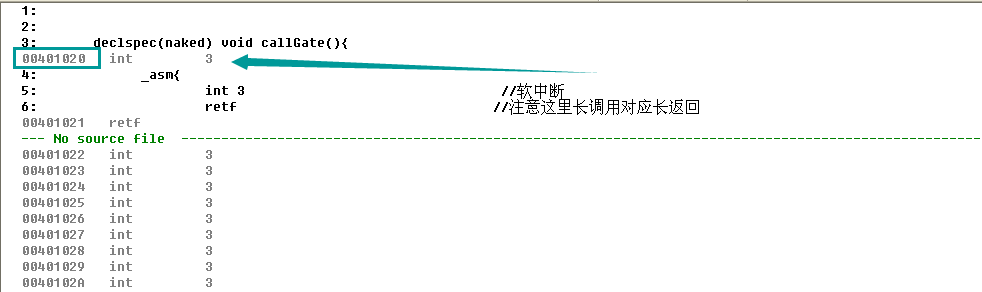 1:
2:
3: declspec(naked) void callGate(){
00401020 int 3
4: _asm{
5: int 3 //软中断
6: retf //注意这里长调用对应长返回
00401021 retf
--- No source file ---
00401022 int 3
00401023 int 3
00401024 int 3
00401025 int 3
00401026 int 3
00401027 int 3
00401028 int 3
00401029 int 3
0040102A int 3